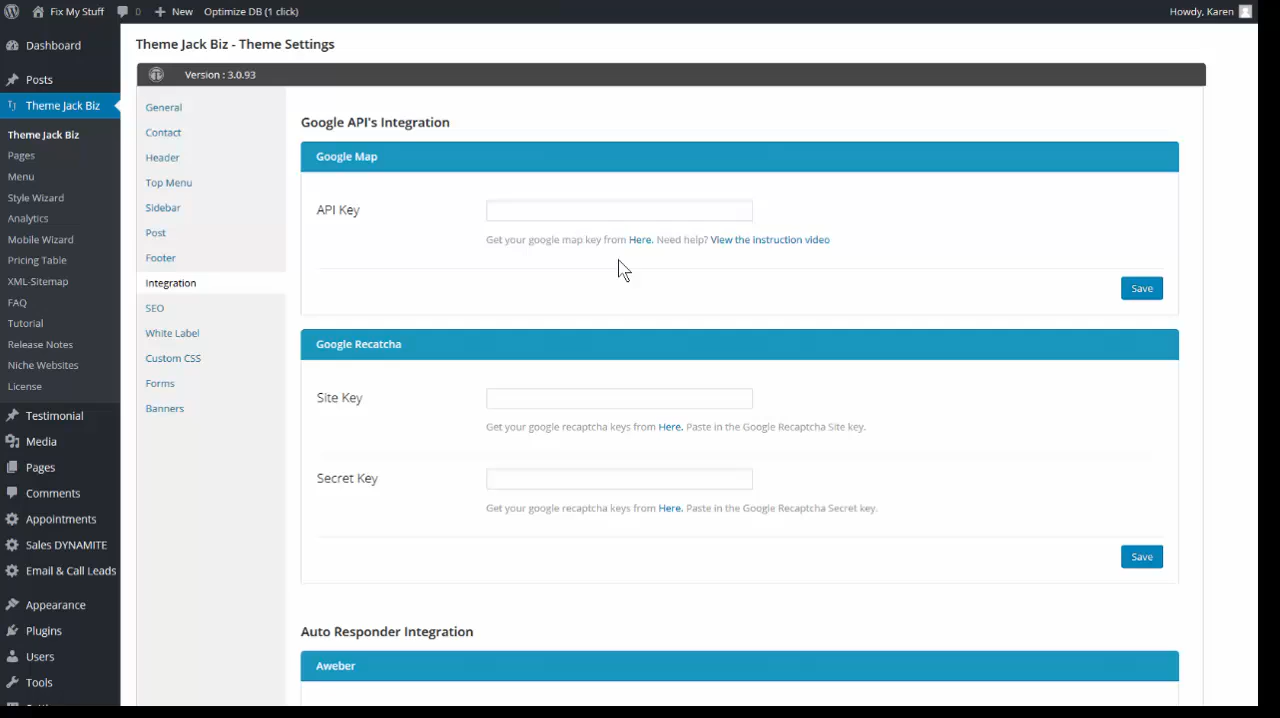 Fix My Stuff
0
New
Optimize DB (1 click)
Howdy, Karen
Dashboard
Posts
Theme Jack Biz
Theme Jack Biz
Pages
Menu
Style Wizard
Analytics
Mobile Wizard
Pricing Table
XML-Sitemap
FAQ
Tutorial
Release Notes
Niche Websites
License
Testimonial
Media
Pages
Comments
Appointments
Sales DYNAMITE
Email & Call Leads
Appearance
Plugins
Users
Tools
Theme Jack Biz - Theme Settings
Version : 3.0.93
General
Contact
Header
Top Menu
Sidebar
Post
Footer
Integration
SEO
White Label
Custom CSS
Forms
Banners
Google API's Integration
Google Map
API Key
Get your google map key from Here. Need help? View the instruction video
Save
Google Recatcha
Site Key
Get your google recaptcha keys from Here. Paste in the Google Recaptcha Site key.
Secret Key
Get your google recaptcha keys from Here. Paste in the Google Recaptcha Secret key.
Save
Auto Responder Integration
Aweber